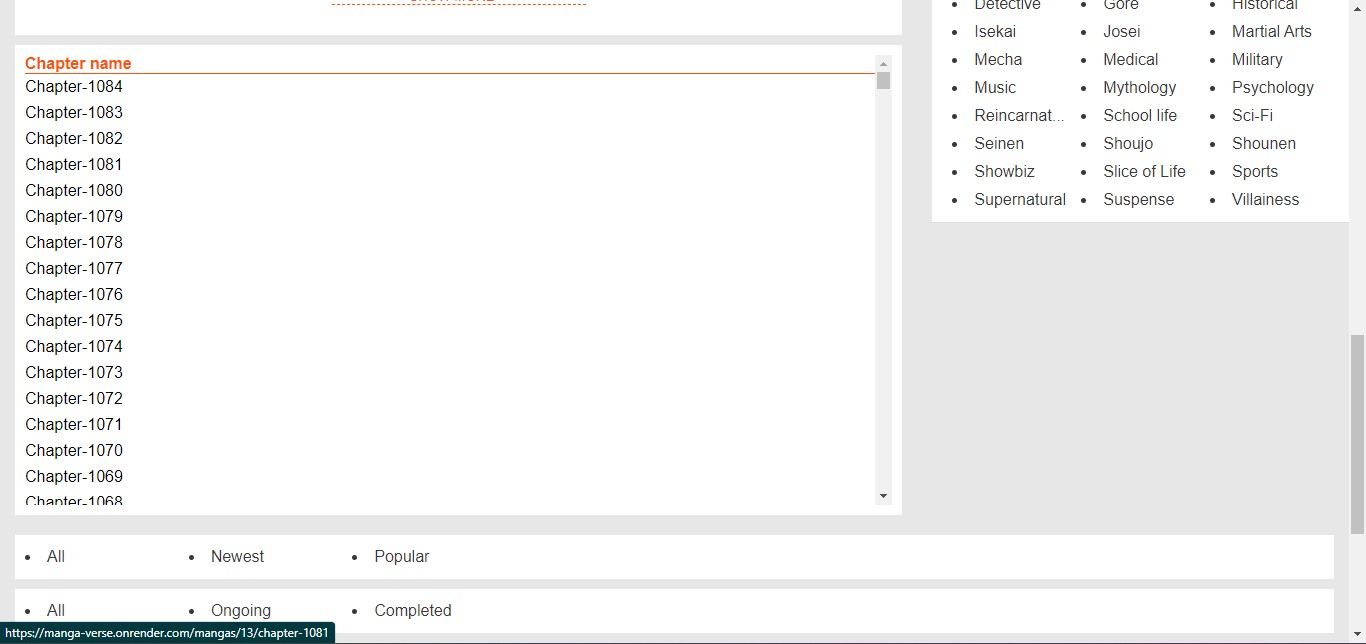 SHOW MORE
Chapter name
Chapter-1084
Chapter-1083
Chapter-1082
Chapter-1081
Chapter-1080
Chapter-1079
Chapter-1078
Chapter-1077
Chapter-1076
Chapter-1075
Chapter-1074
Chapter-1073
Chapter-1072
Chapter-1071
Chapter-1070
Chapter-1069
Chapter-1068
Detective Gore Historical
Isekai Josei Martial Arts
Mecha Medical Military
Music Mythology Psychology
Reincarnat... School life Sci-Fi
Seinen Shoujo Shounen
Showbiz Slice of Life Sports
Supernatural Suspense Villainess
All Newest Popular
All Ongoing Completed
https://manga-verse.onrender.com/mangas/13/chapter-1081